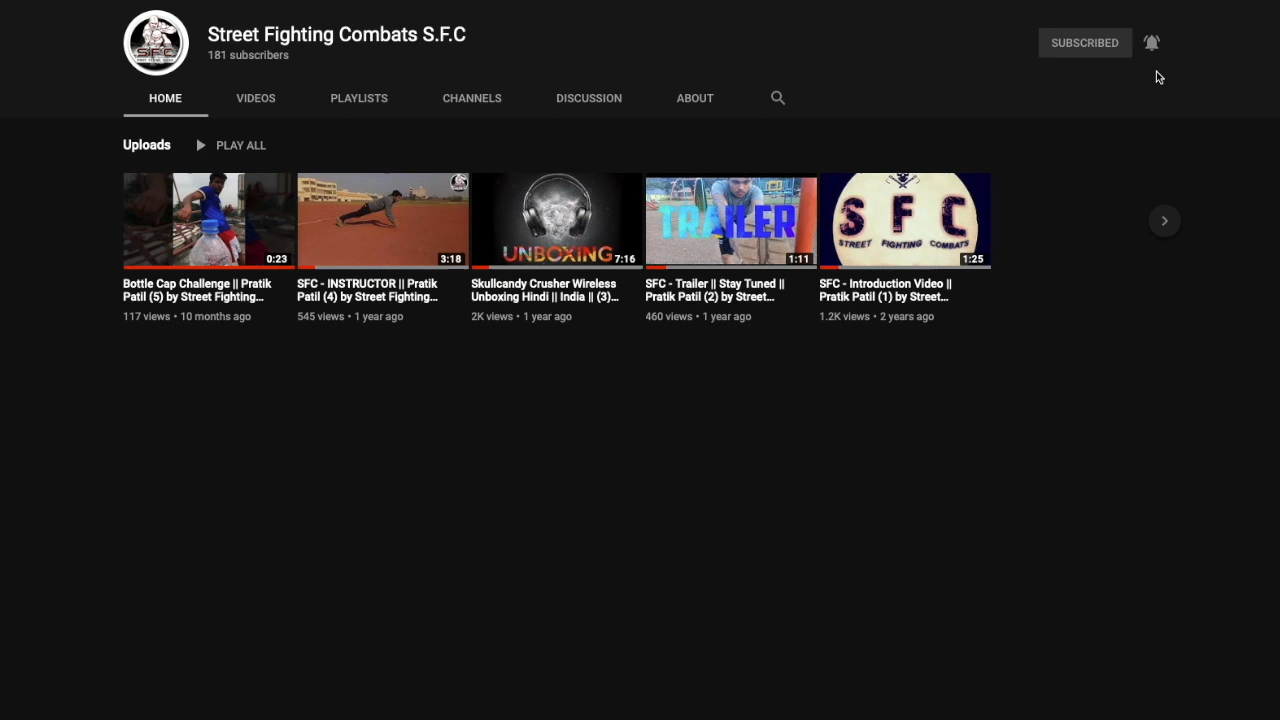 Street Fighting Combats S.F.C
181 subscribers
SUBSCRIBED
SFC
HOME
VIDEOS
PLAYLISTS
CHANNELS
DISCUSSION
ABOUT
Uploads
PLAY ALL
0:23
3:18
UNBOXING
7:16
TRAILER
1:11
S F C
STREET FIGHTING COMBATS
1:25
Bottle Cap Challenge || Pratik
Patil (5) by Street Fighting...
117 views • 10 months ago
SFC - INSTRUCTOR || Pratik
Patil (4) by Street Fighting...
545 views • 1 year ago
Skullcandy Crusher Wireless
Unboxing Hindi || India || (3)...
2K views • 1 year ago
SFC - Trailer || Stay Tuned ||
Pratik Patil (2) by Street...
460 views • 1 year ago
SFC - Introduction Video ||
Pratik Patil (1) by Street...
1.2K views • 2 years ago